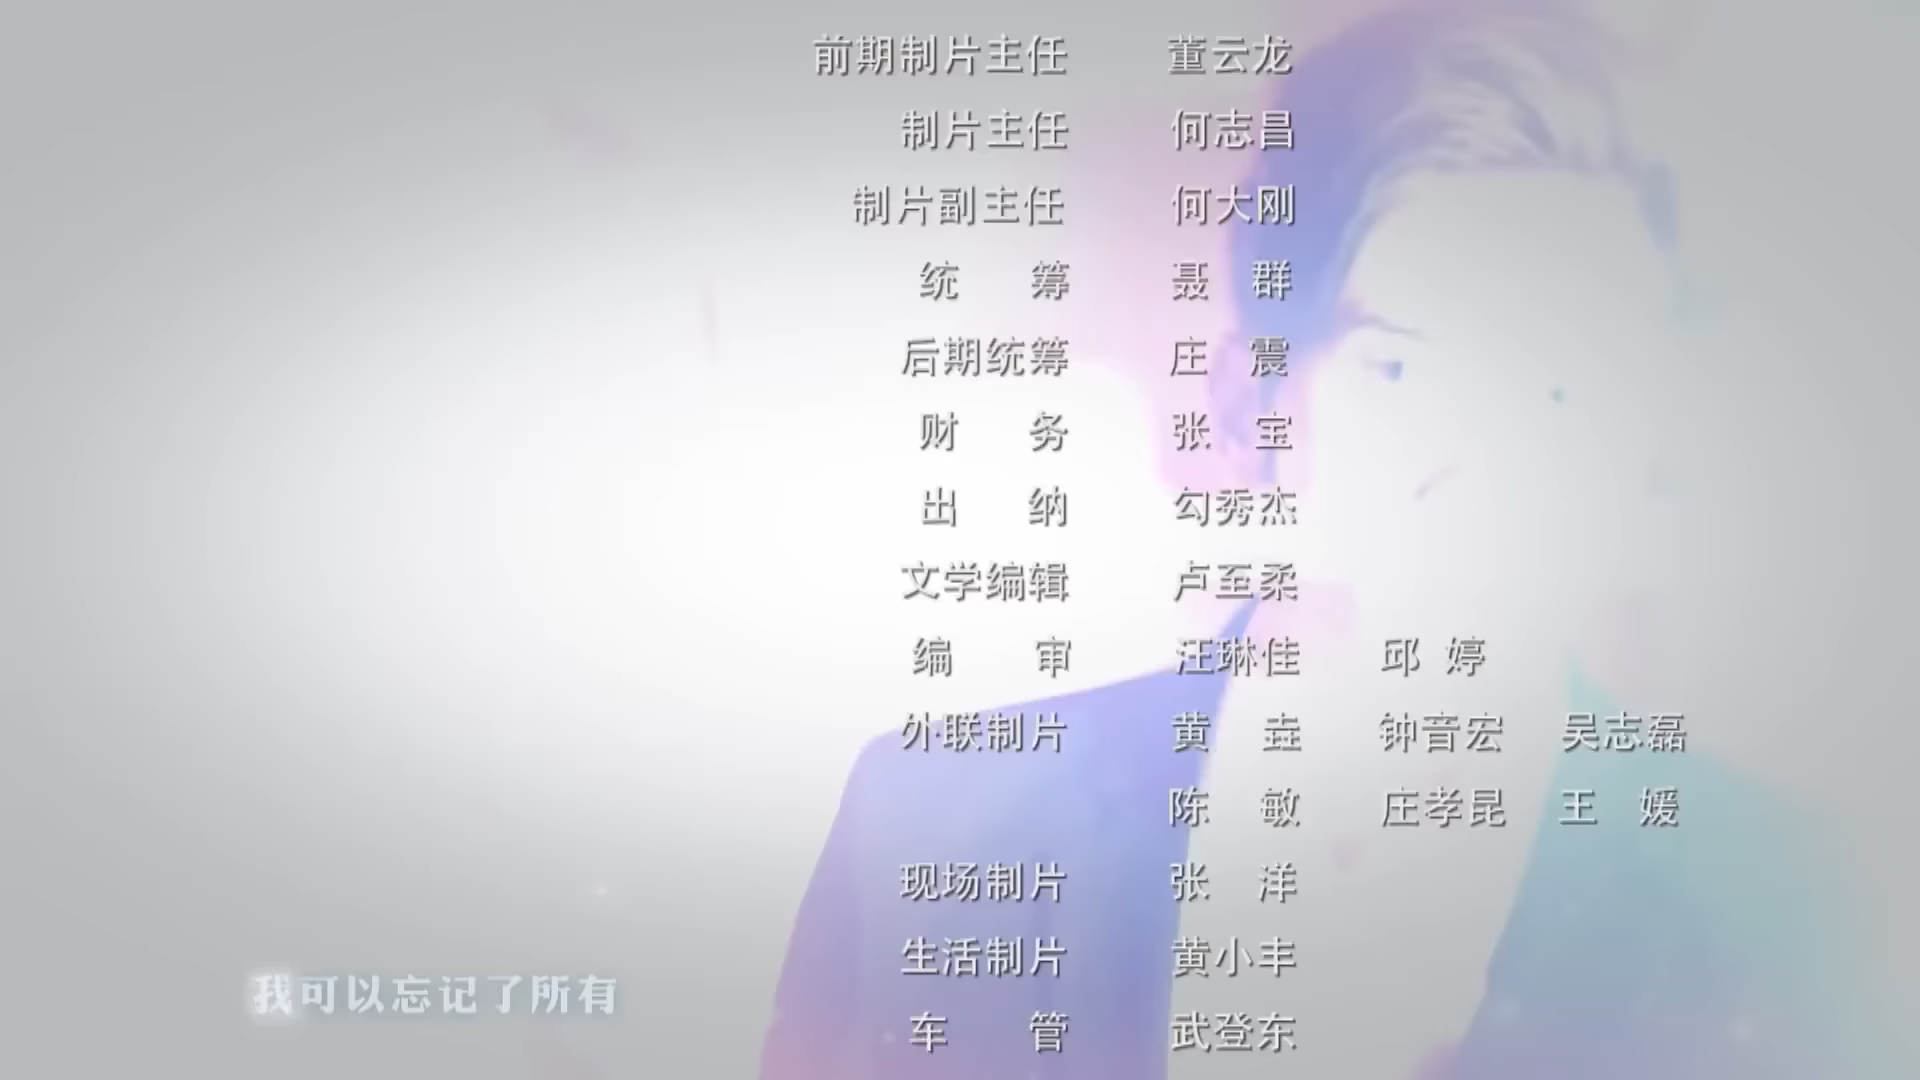 前期制片主任 董云龙
制片主任 何志昌
制片副主任 何大刚
统 筹 聂 群
后期统筹 庄 震
财 务 张 宝
出 纳 勾秀杰
文学编辑 卢至柔
编 审 汪琳佳 邱 婷
外联制片 黄 垚 钟音宏 吴志磊
陈 敏 庄孝昆 王 媛
现场制片 张 洋
生活制片 黄小丰
车 管 武登东
我可以忘记了所有